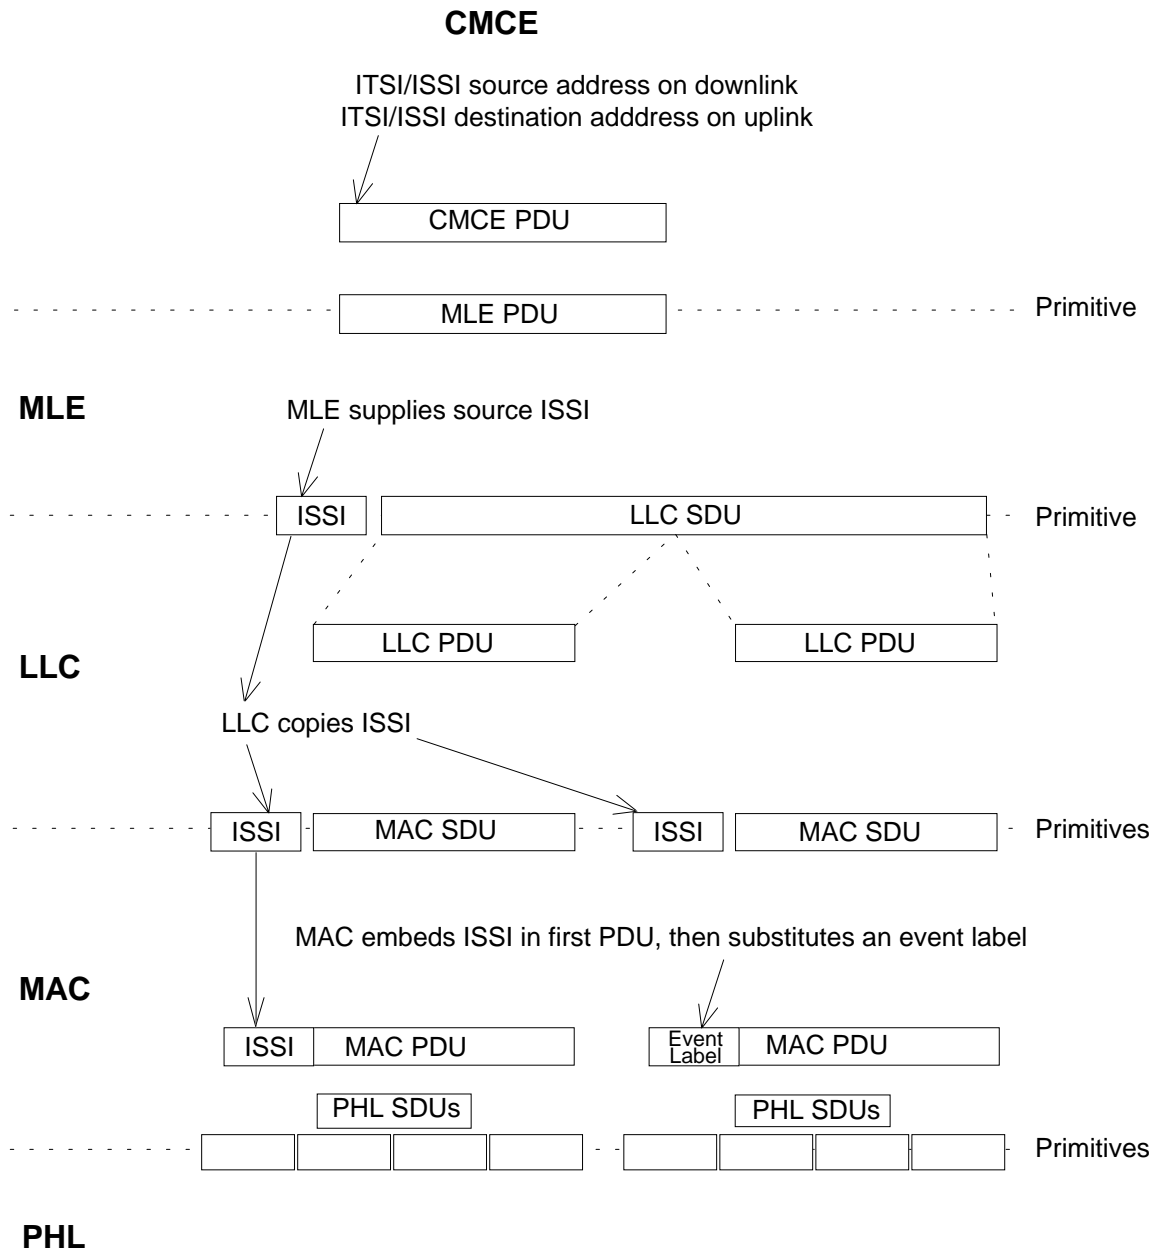 CMCE
ITSI/ISSI source address on downlink
ITSI/ISSI destination adddress on uplink
CMCE PDU
MLE PDU
Primitive
MLE
MLE supplies source ISSI
ISSI
LLC SDU
Primitive
LLC PDU
LLC PDU
LLC
LLC copies ISSI
ISSI
MAC SDU
ISSI
MAC SDU
Primitives
MAC embeds ISSI in first PDU, then substitutes an event label
MAC
ISSI
MAC PDU
Event
Label
MAC PDU
PHL SDUs
PHL SDUs
Primitives
PHL